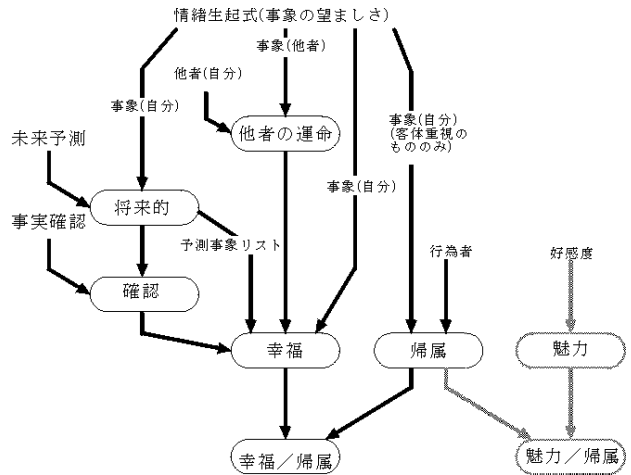 情緒生起式(事象の望ましさ)
事象(他者)
他者(自分)
事象(自分)
事象(自分)
(客体重視の
もののみ)
他者の運命
未来予測
事象(自分)
将来的
事実確認
予測事象リスト
行為者
好感度
確認
幸福
帰属
魅力
幸福／帰属
魅力／帰属